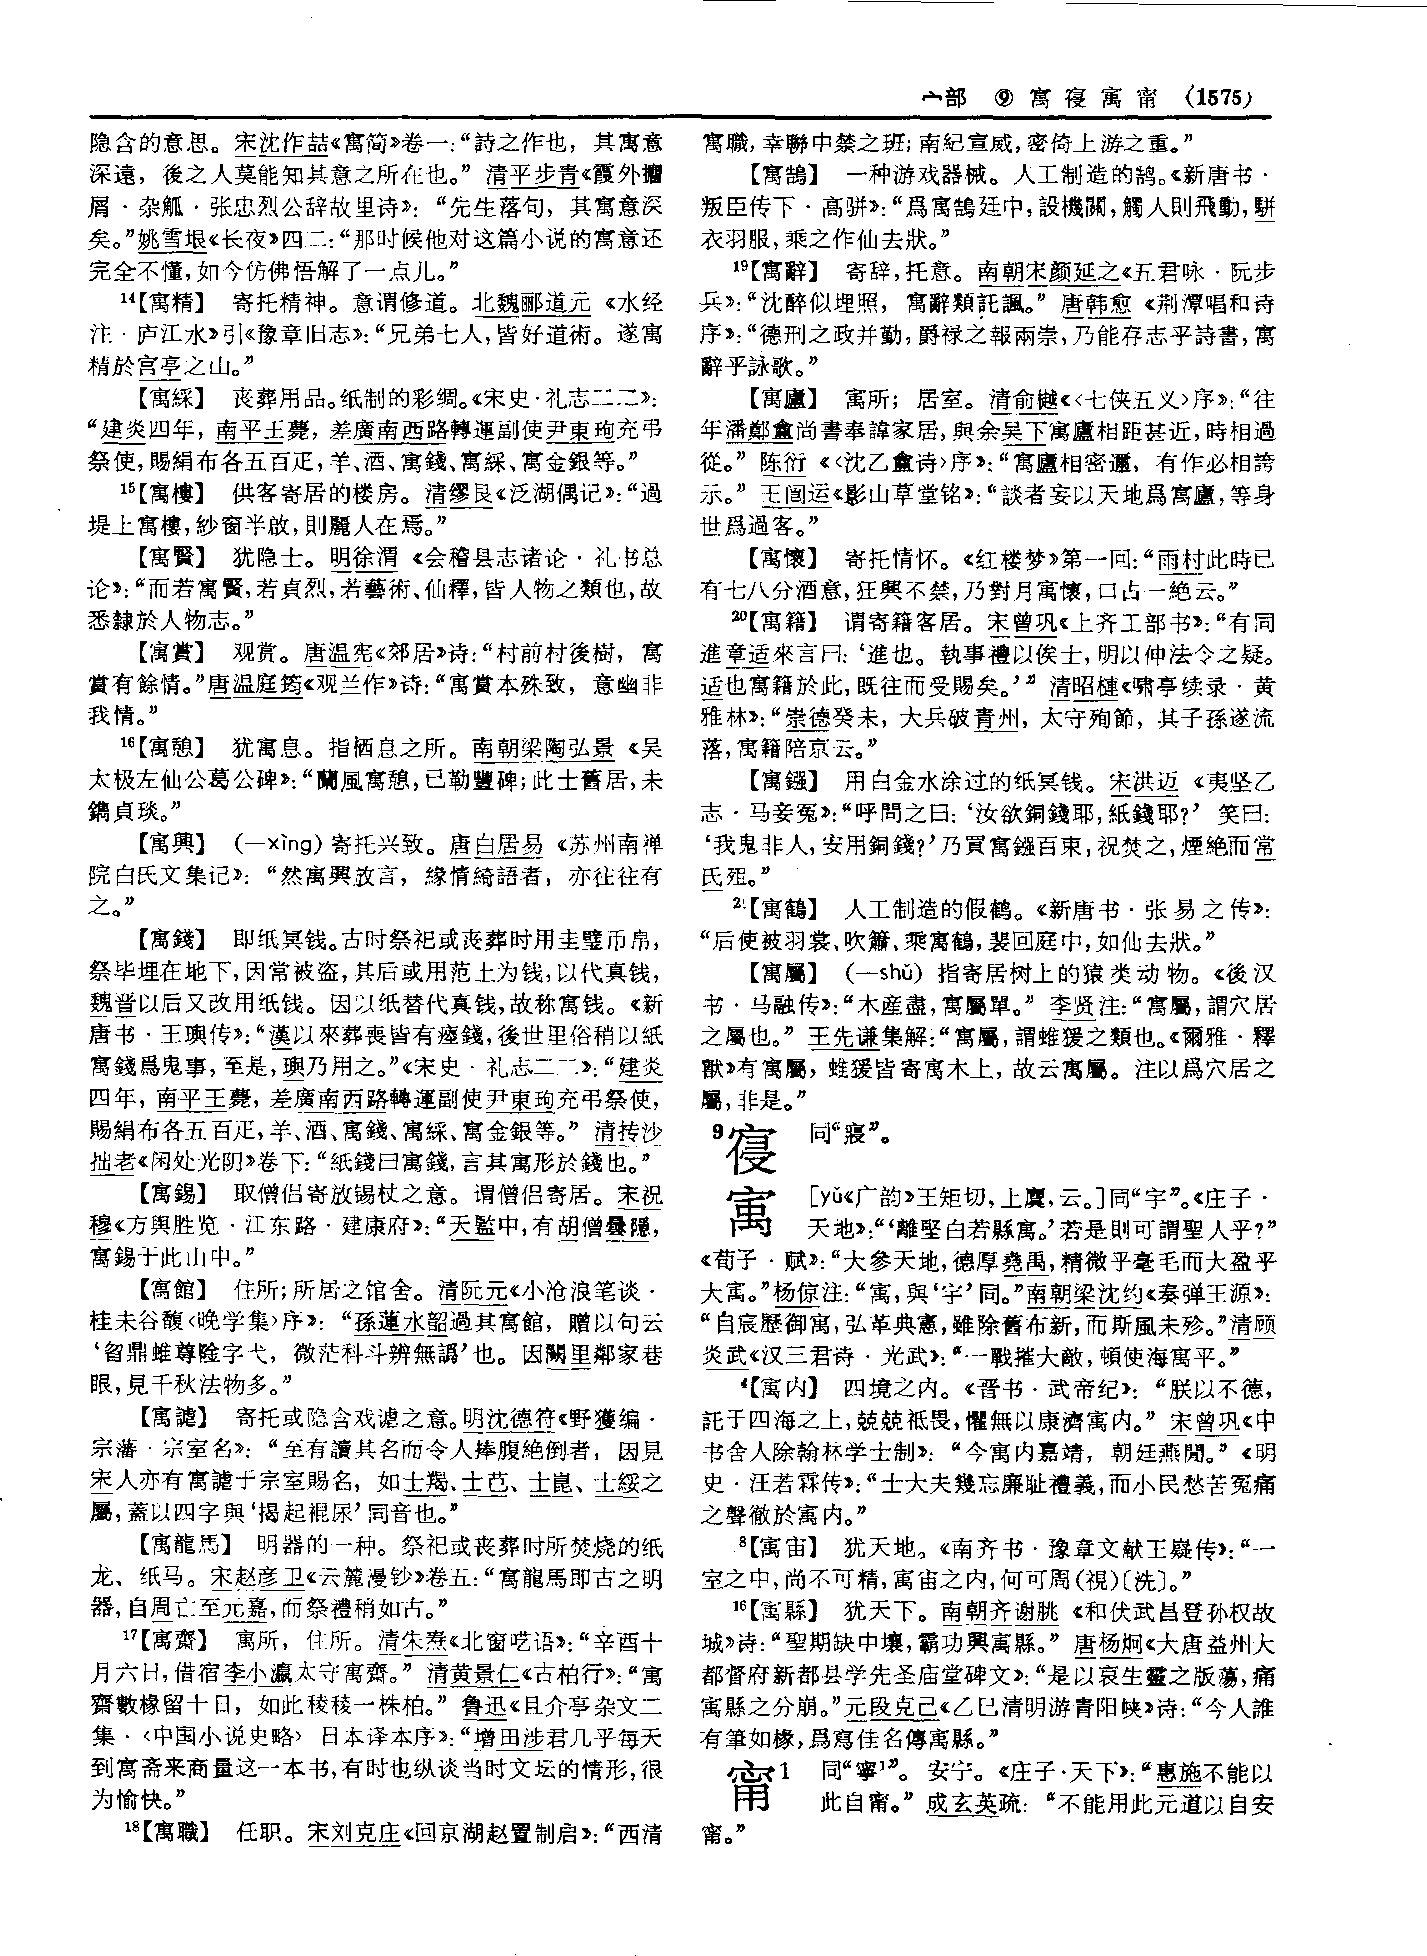 宀部 ⑨ 寓 寑 㝢 甯 (1575)
隐含的意思。宋沈作喆《寓简》卷一：“詩之作也，其寓意
深遠，後之人莫能知其意之所在也。” 清平步青《霞外攟
屑·杂觚·张忠烈公辞故里诗》：“先生落句，其寓意深
矣。”姚雪垠《长夜》四二：“那时候他对这篇小说的寓意还
完全不懂，如今仿佛悟解了一点儿。”
14【寓精】 寄托精神。意谓修道。北魏郦道元《水经
注·庐江水》引《豫章旧志》：“兄弟七人，皆好道術。遂寓
精於宫亭之山。”
【寓綵】 丧葬用品。纸制的彩绸。《宋史·礼志二二》：
“建炎四年，南平王薨，差廣南西路轉運副使尹東珣充弔
祭使，賜絹布各五百疋，羊、酒、寓錢、寓綵、寓金銀等。”
15【寓樓】 供客寄居的楼房。清缪艮《泛湖偶记》：“過
堤上寓樓，紗窗半啟，則麗人在焉。”
【寓賢】 犹隐士。明徐渭《会稽县志诸论·礼书总
论》：“而若寓賢，若貞烈，若藝術、仙釋，皆人物之類也，故
悉隸於人物志。”
【寓賞】 观赏。唐温宪《郊居》诗：“村前村後樹，寓
賞有餘情。”唐温庭筠《观兰作》诗：“寓賞本殊致，意幽非
我情。”
16【寓憩】 犹寓息。指栖息之所。南朝梁陶弘景《吴
太极左仙公葛公碑》：“蘭風寓憩，已勒豐碑；此士舊居，未
鐫貞琰。”
【寓興】 (—xìng) 寄托兴致。唐白居易《苏州南禅
院白氏文集记》：“然寓興放言，緣情綺語者，亦往往有
之。”
【寓錢】 即纸冥钱。古时祭祀或丧葬时用圭璧币帛，
祭毕埋在地下，因常被盗，其后或用范土为钱，以代真钱，
魏晋以后又改用纸钱。因以纸替代真钱，故称寓钱。《新
唐书·王璵传》：“漢以來葬喪皆有瘞錢，後世里俗稍以紙
寓錢爲鬼事，至是，璵乃用之。”《宋史·礼志二二》：“建炎
四年，南平王薨，差廣南西路轉運副使尹東珣充弔祭使，
賜絹布各五百疋，羊、酒、寓錢、寓綵、寓金銀等。” 清抟沙
拙老《闲处光阴》卷下：“紙錢曰寓錢，言其寓形於錢也。”
【寓錫】 取僧侣寄放锡杖之意。谓僧侣寄居。宋祝
穆《方舆胜览·江东路·建康府》：“天監中，有胡僧曇隱，
寓錫于此山中。”
【寓館】 住所；所居之馆舍。清阮元《小沧浪笔谈·
桂未谷馥〈晚学集〉序》：“孫蓮水韶過其寓館，贈以句云
‘舀鼎蜼尊險字弋，微茫科斗辨無譌’也。因闕里鄰家巷
眼，見千秋法物多。”
【寓謔】 寄托或隐含戏谑之意。明沈德符《野獲编·
宗藩·宗室名》：“至有讀其名而令人捧腹絶倒者，因見
宋人亦有寓謔于宗室賜名，如士㬤、士芑、士崑、士綏之
屬，蓋以四字與‘揭起裩尿’同音也。”
【寓龍馬】 明器的一种。祭祀或丧葬时所焚烧的纸
龙、纸马。宋赵彦卫《云麓漫钞》卷五：“寓龍馬即古之明
器，自周亡至元嘉，而祭禮稍如古。”
17【寓齋】 寓所，住所。清朱焘《北窗呓语》：“辛酉十
月六日，借宿李小瀛太守寓齋。” 清黄景仁《古柏行》：“寓
齋數椽留十日，如此稜稜一株柏。” 鲁迅《且介亭杂文二
集·〈中国小说史略〉日本译本序》：“增田涉君几乎每天
到寓斋来商量这一本书，有时也纵谈当时文坛的情形，很
为愉快。”
18【寓職】 任职。宋刘克庄《回京湖赵置制启》：“西清
寓職，幸聯中禁之班；南紀宣威，密倚上游之重。”
【寓鵠】 一种游戏器械。人工制造的鹄。《新唐书·
叛臣传下·高骈》：“爲寓鵠廷中，設機關，觸人則飛動，駢
衣羽服，乘之作仙去狀。”
19【寓辭】 寄辞，托意。南朝宋颜延之《五君咏·阮步
兵》：“沈醉似埋照，寓辭類託諷。” 唐韩愈《荆潭唱和诗
序》：“德刑之政并勤，爵禄之報兩崇，乃能存志乎詩書，寓
辭乎詠歌。”
【寓廬】 寓所；居室。清俞樾《〈七侠五义〉序》：“往
年潘鄭盦尚書奉諱家居，與余吴下寓廬相距甚近，時相過
從。” 陈衍《〈沈乙盦诗〉序》：“寓廬相密邇，有作必相誇
示。” 王闿运《影山草堂铭》：“談者妄以天地爲寓廬，等身
世爲過客。”
【寓懷】 寄托情怀。《红楼梦》第一回：“雨村此時已
有七八分酒意，狂興不禁，乃對月寓懷，口占一絶云。”
20【寓籍】 谓寄籍客居。宋曾巩《上齐工部书》：“有同
進章适來言曰：‘進也。執事禮以俟士，明以仲法令之疑。
适也寓籍於此，既往而受賜矣。’” 清昭槤《啸亭续录·黄
雅林》：“崇德癸未，大兵破青州，太守殉節，其子孫遂流
落，寓籍陪京云。”
【寓鏹】 用白金水涂过的纸冥钱。宋洪迈《夷坚乙
志·马妾冤》：“呼問之曰：‘汝欲銅錢耶，紙錢耶？’笑曰：
‘我鬼非人，安用銅錢？’乃買寓鏹百束，祝焚之，煙絶而常
氏殂。”
21【寓鶴】 人工制造的假鹤。《新唐书·张易之传》：
“后使被羽裳、吹簫、乘寓鶴，裴回庭中，如仙去狀。”
【寓屬】 (—shǔ) 指寄居树上的猿类动物。《後汉
书·马融传》：“木産盡，寓屬單。” 李贤注：“寓屬，謂穴居
之屬也。” 王先谦集解：“寓屬，謂蜼猨之類也。《爾雅·釋
獸》有寓屬，蜼猨皆寄寓木上，故云寓屬。注以爲穴居之
屬，非是。”
9寑 同“寢”。
㝢 [yǔ《广韵》王矩切，上麌，云。]同“宇”。《庄子·
天地》：“‘離堅白若縣㝢。’若是則可謂聖人乎？”
《荀子·赋》：“大參天地，德厚堯禹，精微乎毫毛而大盈乎
大㝢。”杨倞注：“㝢，與‘宇’同。”南朝梁沈约《奏弹王源》：
“自宸歷御㝢，弘革典憲，雖除舊布新，而斯風未殄。”清顾
炎武《汉三君诗·光武》：“一戰摧大敵，頓使海㝢平。”
4【㝢内】 四境之内。《晋书·武帝纪》：“朕以不德，
託于四海之上，兢兢祗畏，懼無以康濟㝢内。” 宋曾巩《中
书舍人除翰林学士制》：“今㝢内嘉靖，朝廷燕閒。”《明
史·汪若霖传》：“士大夫幾忘廉耻禮義，而小民愁苦冤痛
之聲徹於㝢内。”
8【㝢宙】 犹天地。《南齐书·豫章文献王嶷传》：“一
室之中，尚不可精，㝢宙之内，何可周(視)〔洗〕。”
16【㝢縣】 犹天下。南朝齐谢朓《和伏武昌登孙权故
城》诗：“聖期缺中壤，霸功興㝢縣。” 唐杨炯《大唐益州大
都督府新都县学先圣庙堂碑文》：“是以哀生靈之版蕩，痛
㝢縣之分崩。”元段克己《乙巳清明游青阳峡》诗：“今人誰
有筆如椽，爲寫佳名傳㝢縣。”
甯1 同“寧1”。安宁。《庄子·天下》：“惠施不能以
此自甯。” 成玄英疏：“不能用此元道以自安
甯。”